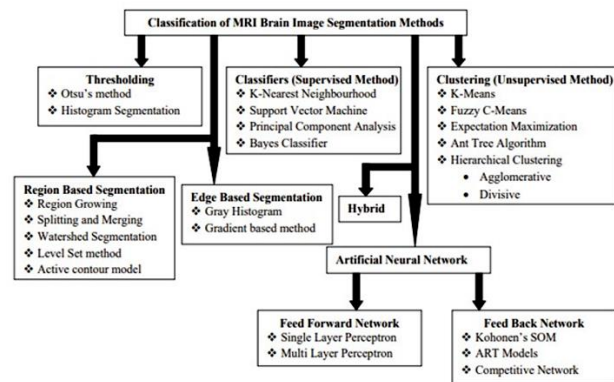 Classification of MRI Brain Image Segmentation Methods
Thresholding
❖ Otsu's method
❖ Histogram Segmentation
Classifiers (Supervised Method)
❖ K-Nearest Neighbourhood
❖ Support Vector Machine
❖ Principal Component Analysis
❖ Bayes Classifier
Clustering (Unsupervised Method)
❖ K-Means
❖ Fuzzy C-Means
❖ Expectation Maximization
❖ Ant Tree Algorithm
❖ Hierarchical Clustering
• Agglomerative
• Divisive
Region Based Segmentation
❖ Region Growing
❖ Splitting and Merging
❖ Watershed Segmentation
❖ Level Set method
❖ Active contour model
Edge Based Segmentation
❖ Gray Histogram
❖ Gradient based method
Hybrid
Artificial Neural Network
Feed Forward Network
❖ Single Layer Perceptron
❖ Multi Layer Perceptron
Feed Back Network
❖ Kohonen's SOM
❖ ART Models
❖ Competitive Network